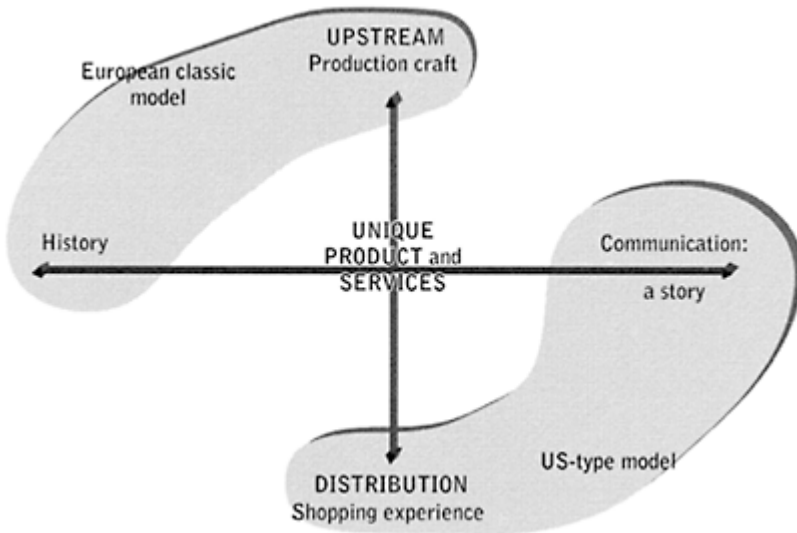 UPSTREAM
Production craft
European classic
model
History
UNIQUE
PRODUCT and
SERVICES
Communication:
a story
US-type model
DISTRIBUTION
Shopping experience